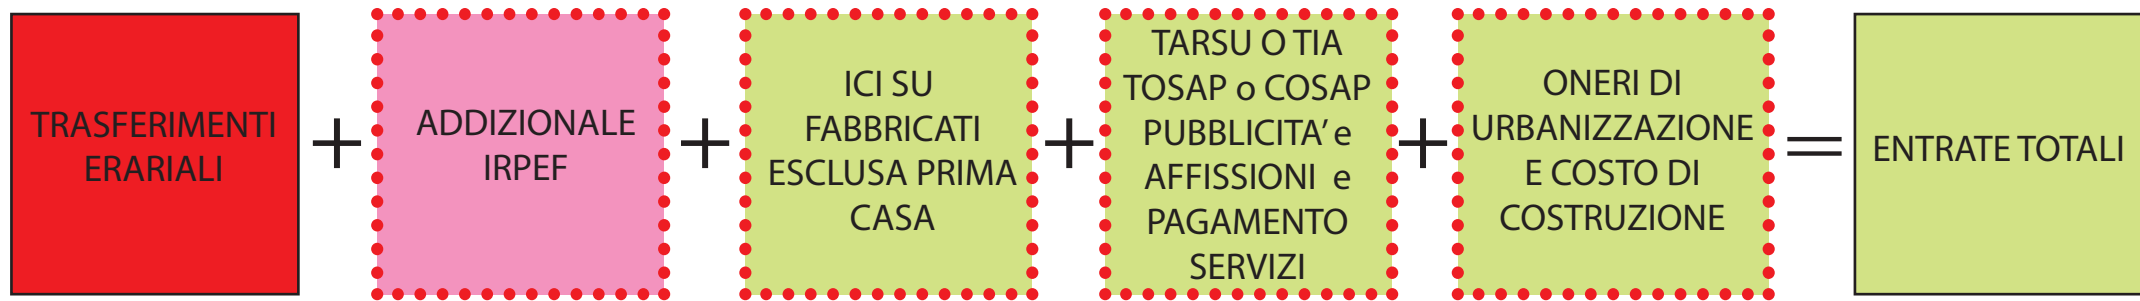 TRASFERIMENTI
ERARIALI
+
ADDIZIONALE
IRPEF
+
ICI SU
FABBRICATI
ESCLUSA PRIMA
CASA
+
TARSU O TIA
TOSAP o COSAP
PUBBLICITA’ e
AFFISSIONI e
PAGAMENTO
SERVIZI
+
ONERI DI
URBANIZZAZIONE
E COSTO DI
COSTRUZIONE
=
ENTRATE TOTALI